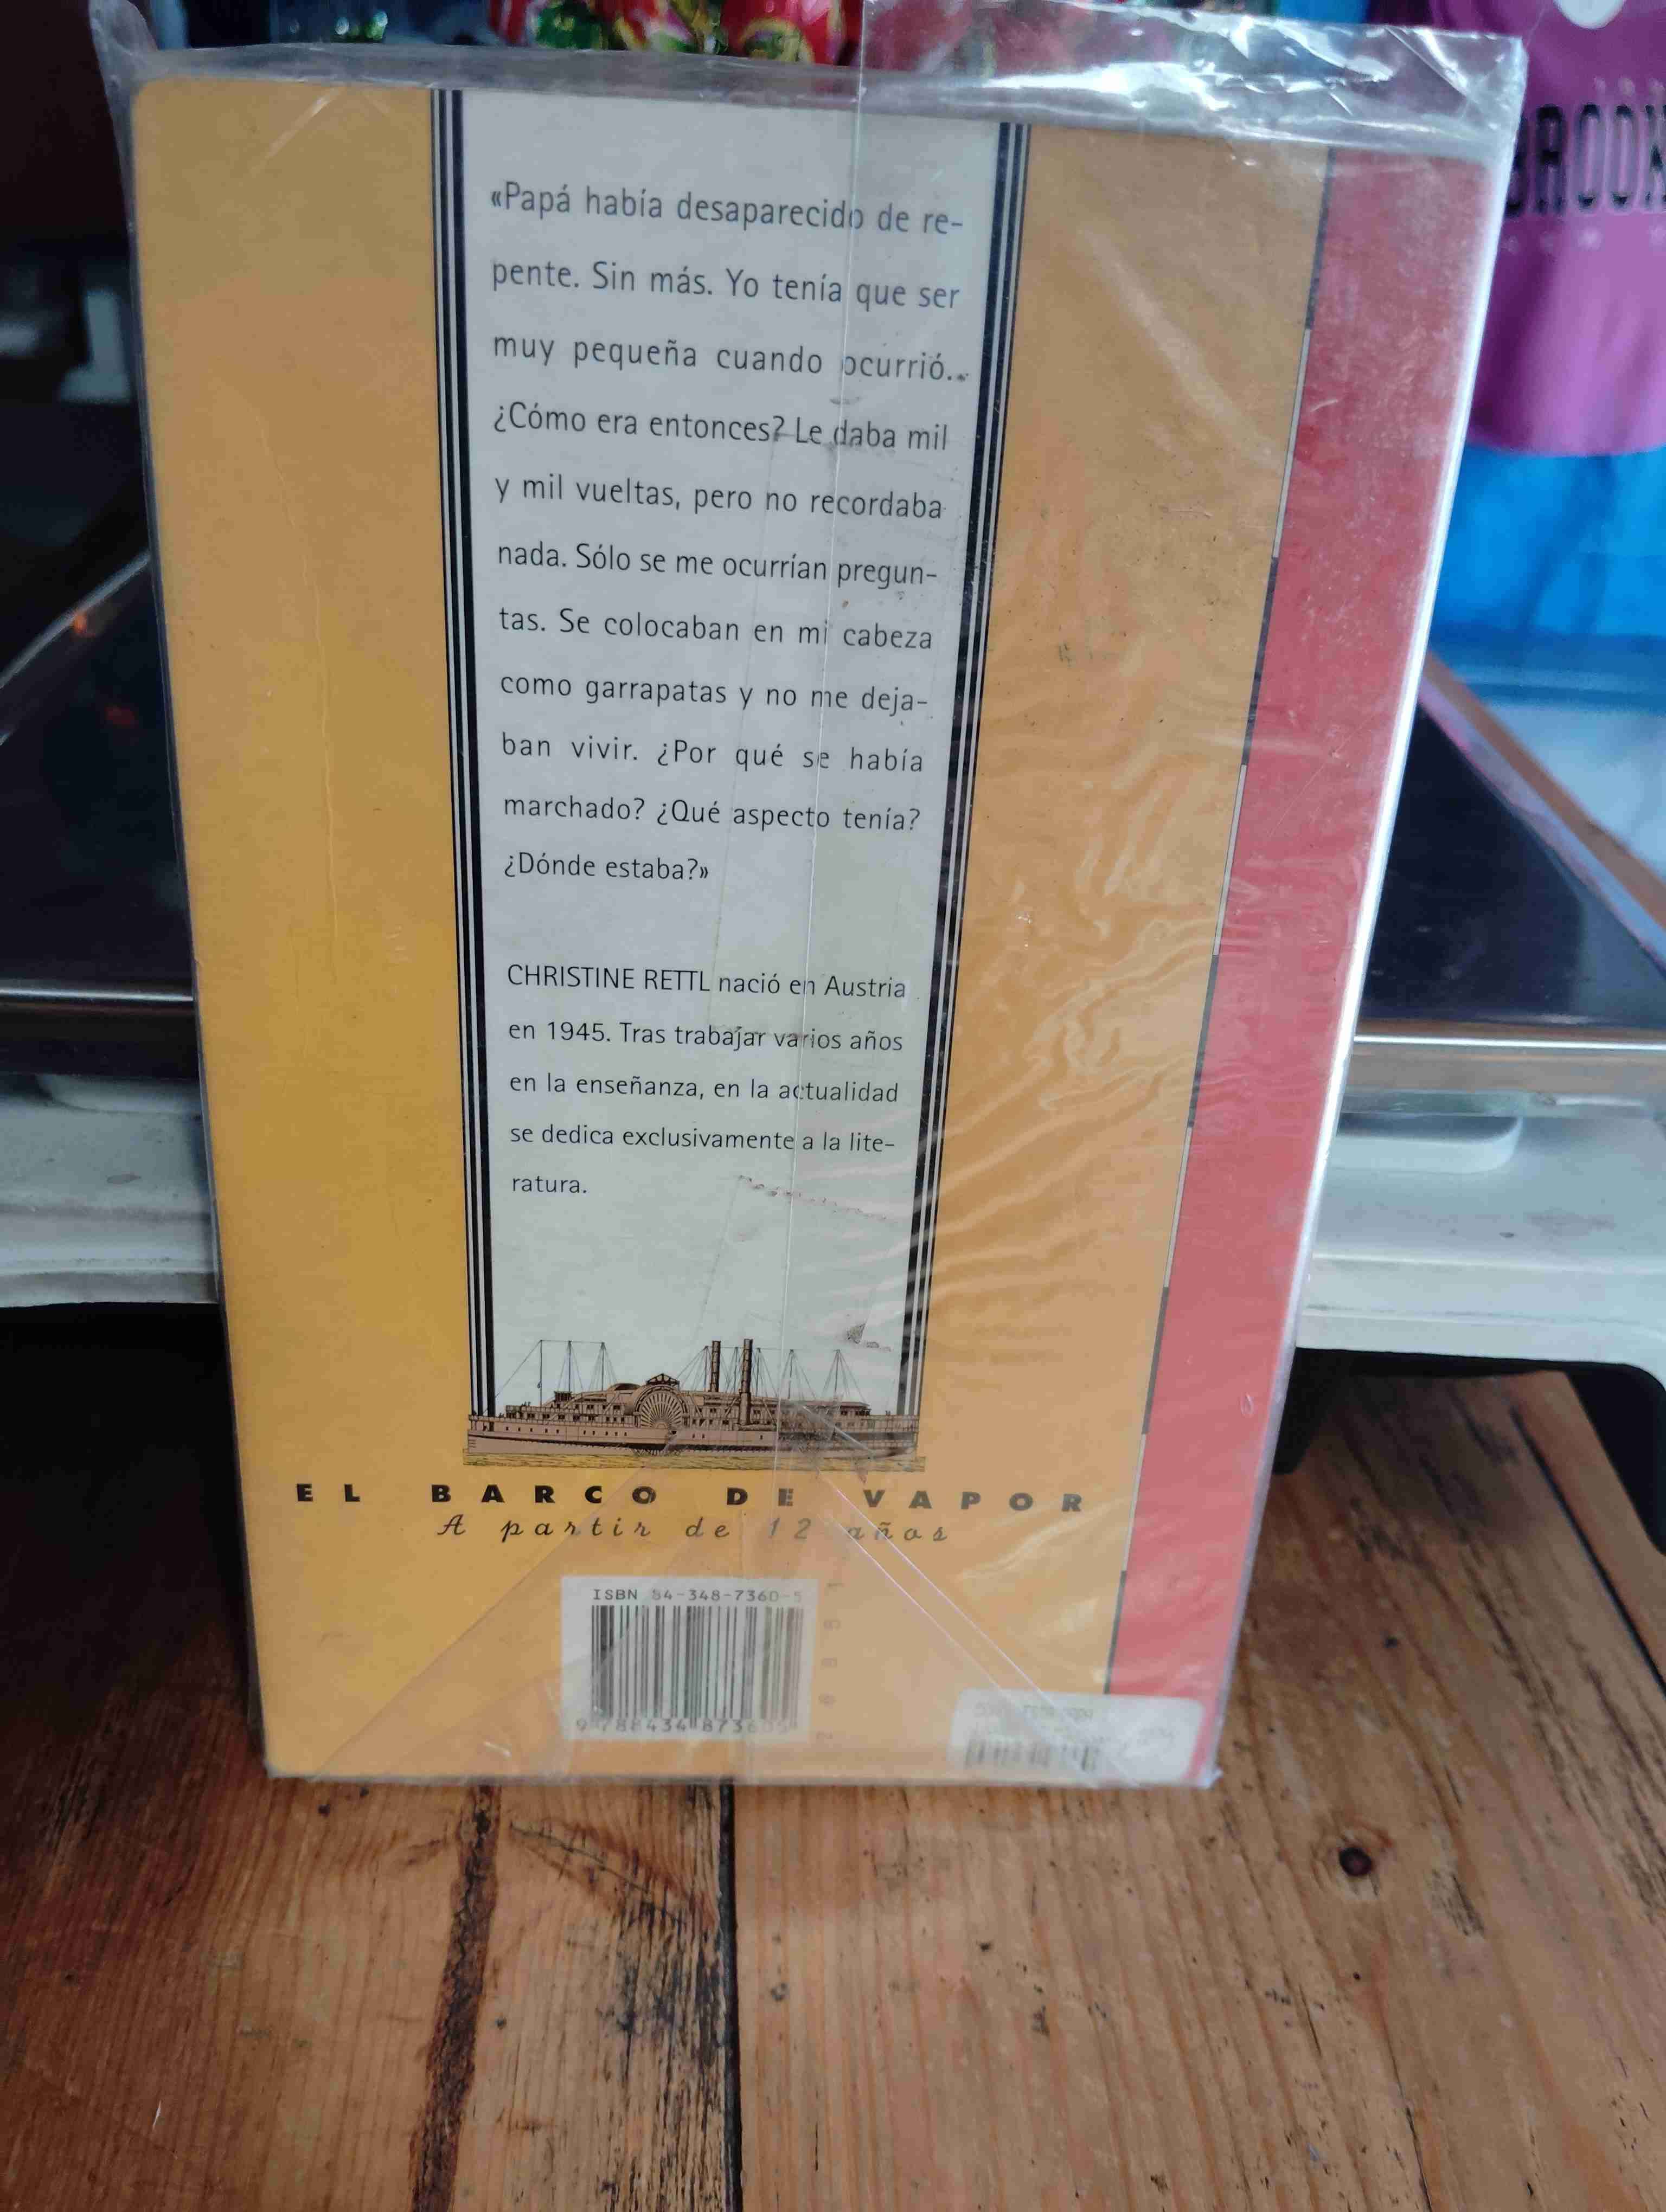 «Papá había desaparecido de re-
pente. Sin más. Yo tenía que ser
muy pequeña cuando ocurrió...
¿Cómo era entonces? Le daba mil
y mil vueltas, pero no recordaba
nada. Sólo se me ocurrían pregun-
tas. Se colocaban en mi cabeza
como garrapatas y no me deja-
ban vivir. ¿Por qué se había
marchado? ¿Qué aspecto tenía?
¿Dónde estaba?»
CHRISTINE RETTL nació en Austria
en 1945. Tras trabajar varios años
en la enseñanza, en la actualidad
se dedica exclusivamente a la lite-
ratura.
EL BARCO DE VAPOR
A partir de 12 años
ISBN 84-348-7360-5
9 788434 873605